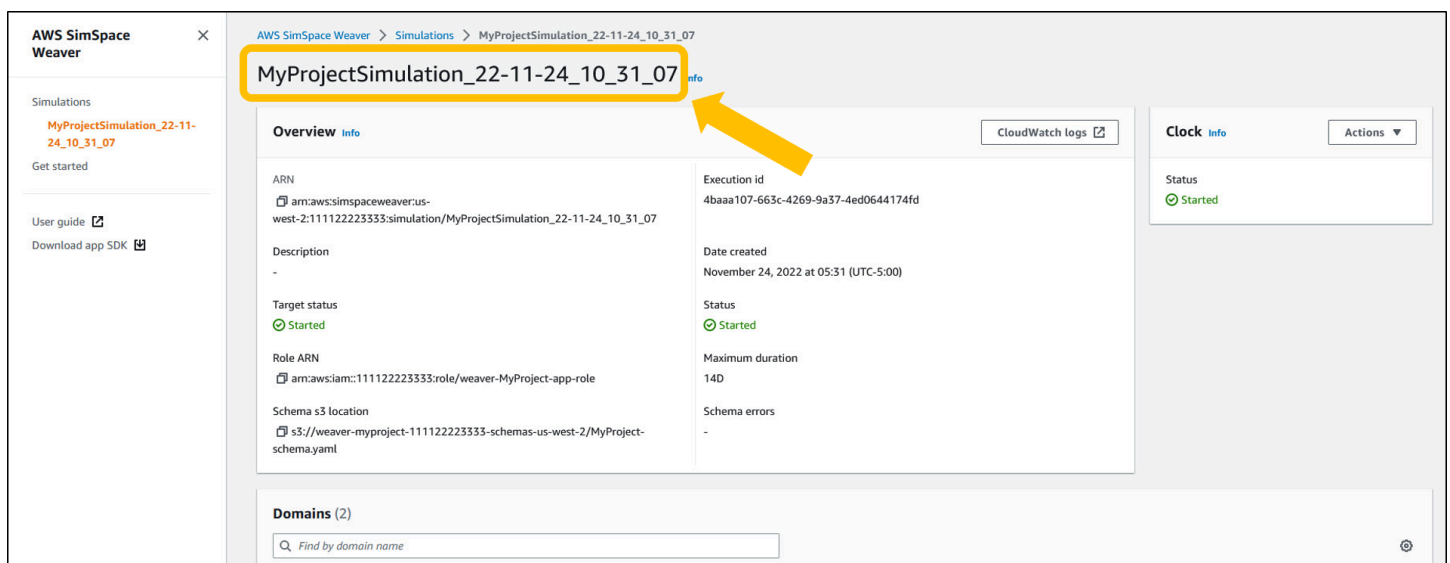 AWS SimSpace
Weaver
Simulations
MyProjectSimulation_22-11-
24_10_31_07
Get started
User guide
Download app SDK
AWS SimSpace Weaver > Simulations > MyProjectSimulation_22-11-24_10_31_07
MyProjectSimulation_22-11-24_10_31_07 nfo
Overview Info
CloudWatch logs
ARN
arn:aws:simspaceweaver:us-
west-2:111122223333:simulation/MyProjectSimulation_22-11-24_10_31_07
Description
-
Target status
Started
Role ARN
arn:aws:iam::111122223333:role/weaver-MyProject-app-role
Schema s3 location
s3://weaver-myproject-111122223333-schemas-us-west-2/MyProject-
schema.yaml
Execution id
4baaa107-663c-4269-9a37-4ed0644174fd
Date created
November 24, 2022 at 05:31 (UTC-5:00)
Status
Started
Maximum duration
14D
Schema errors
-
Clock Info
Actions
Status
Started
Domains (2)
Find by domain name